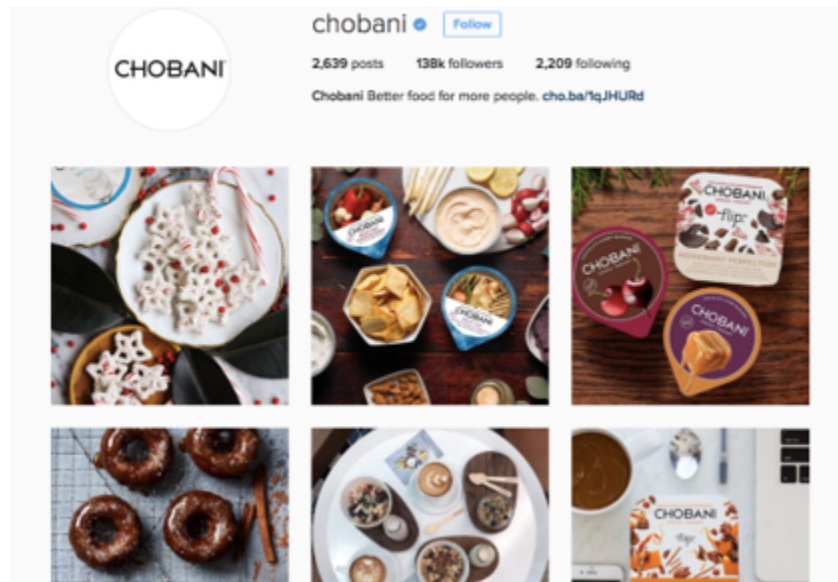 CHOBANI
chobani Follow
2,639 posts 138k followers 2,209 following
Chobani Better food for more people. cho.ba/1qJHURd
CHOBANI
CHOBANI
CHOBANI
flip
PEPPERMINT PERFECTION
CHOBANI
CHOBANI
CHOBANI
flip